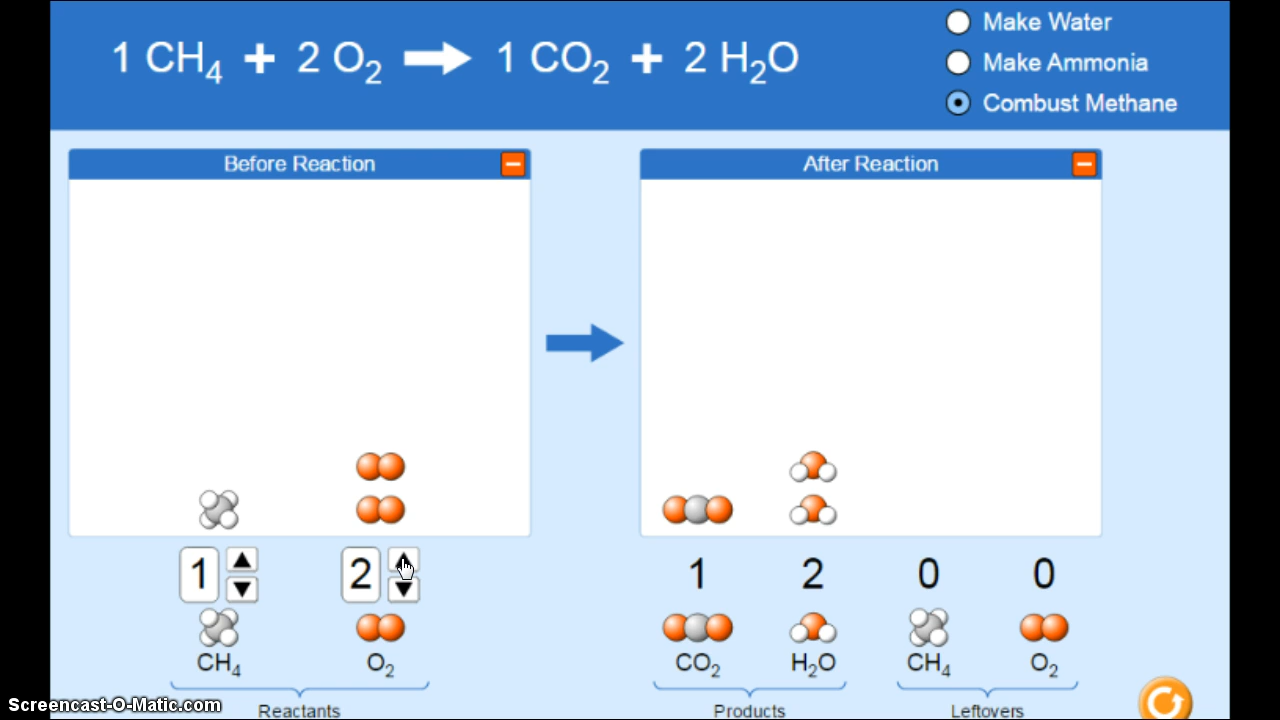 1 CH₄ + 2 O₂ → 1 CO₂ + 2 H₂O
Make Water
Make Ammonia
Combust Methane
Before Reaction
After Reaction
1 2 1 2 0 0
CH₄ O₂ CO₂ H₂O CH₄ O₂
Reactants Products Leftovers
Screencast-O-Matic.com